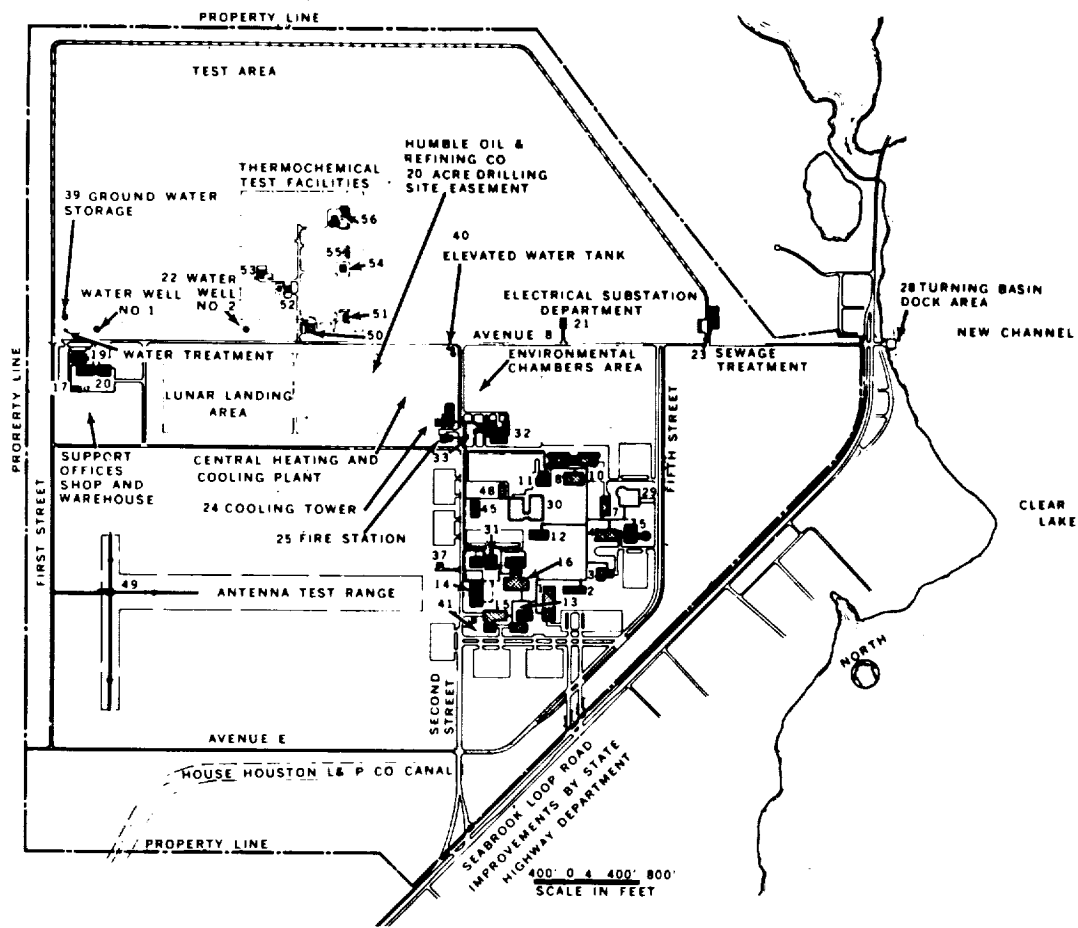 PROPERTY LINE
TEST AREA
HUMBLE OIL &
REFINING CO
20 ACRE DRILLING
SITE EASEMENT
THERMOCHEMICAL
TEST FACILITIES
39 GROUND WATER
STORAGE
56
40
ELEVATED WATER TANK
55
54
53
22 WATER
WELL
NO 2
WATER WELL
NO 1
52
51
50
ELECTRICAL SUBSTATION
DEPARTMENT
21
28 TURNING BASIN
DOCK AREA
NEW CHANNEL
AVENUE B
WATER TREATMENT
ENVIRONMENTAL
CHAMBERS AREA
23 SEWAGE
TREATMENT
19
17
20
LUNAR LANDING
AREA
PROPERTY LINE
FIRST STREET
FIFTH STREET
SUPPORT
OFFICES
SHOP AND
WAREHOUSE
33
32
CENTRAL HEATING AND
COOLING PLANT
24 COOLING TOWER
25 FIRE STATION
11
8
10
48
45
30
29
7
12
31
35
37
16
14
3
2
13
15
41
CLEAR
LAKE
49
ANTENNA TEST RANGE
NORTH
SECOND
STREET
AVENUE E
HOUSE HOUSTON L& P CO CANAL
PROPERTY LINE
SEABROOK LOOP ROAD
IMPROVEMENTS BY STATE
HIGHWAY DEPARTMENT
400' 0 4 400' 800'
SCALE IN FEET